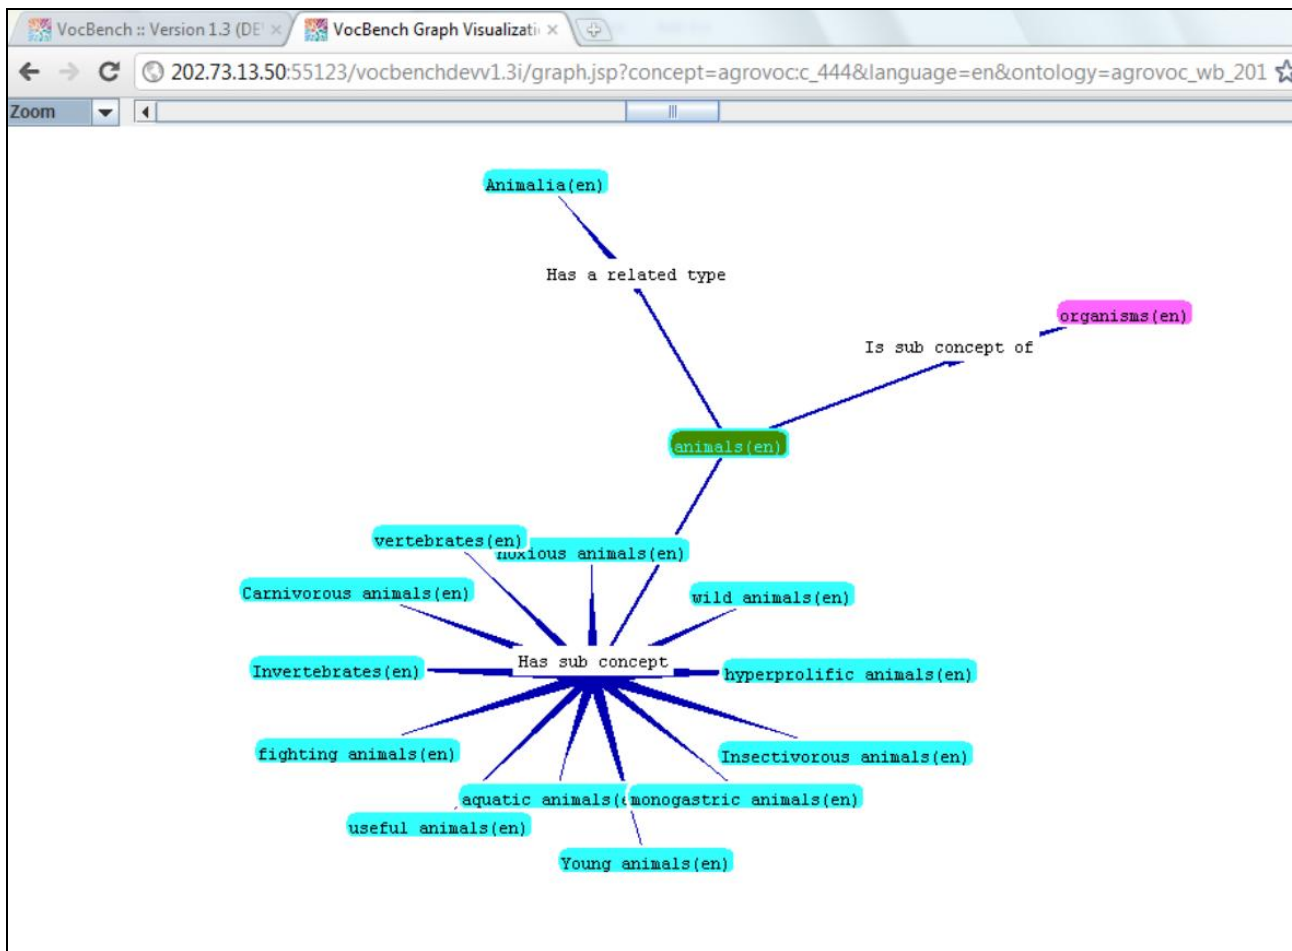 VocBench :: Version 1.3 (DE
VocBench Graph Visualizati
202.73.13.50:55123/vocbenchdevv1.3i/graph.jsp?concept=agrovoc:c_444&language=en&ontology=agrovoc_wb_201
Zoom
Animalia(en)
Has a related type
organisms(en)
Is sub concept of
animals(en)
vertebrates(en)
noxious animals(en)
Carnivorous animals(en)
wild animals(en)
Has sub concept
Invertebrates(en)
hyperprolific animals(en)
fighting animals(en)
Insectivorous animals(en)
aquatic animals(e
monogastric animals(en)
useful animals(en)
Young animals(en)